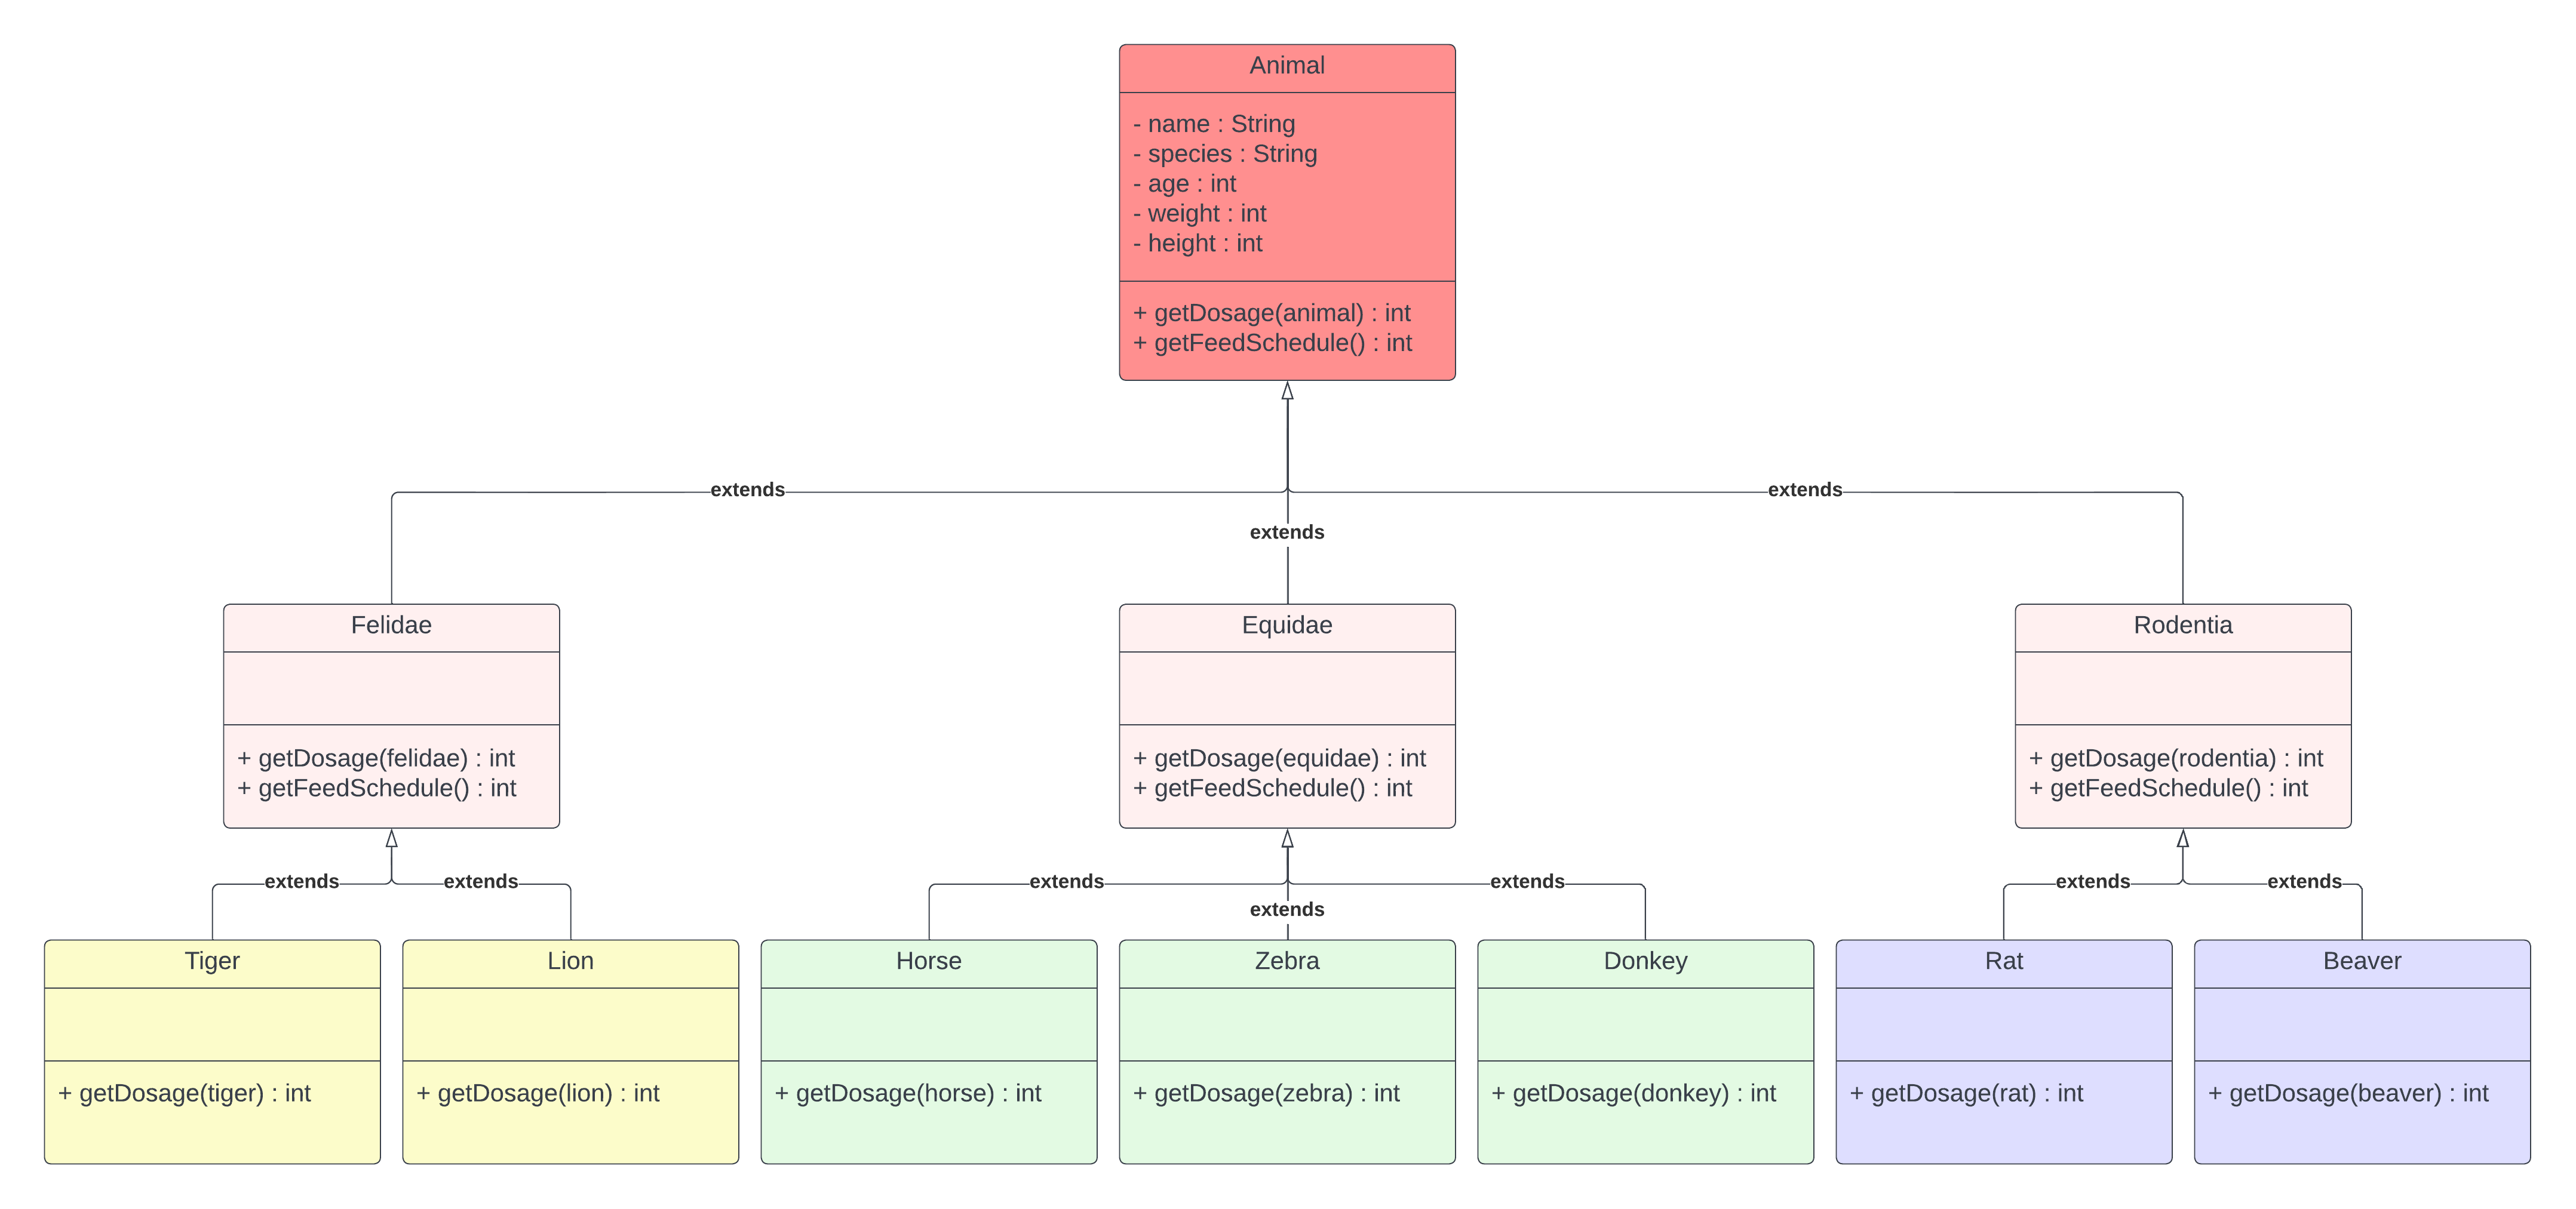 Animal
- name : String
- species : String
- age : int
- weight : int
- height : int
+ getDosage(animal) : int
+ getFeedSchedule() : int
extends
extends
extends
Felidae
+ getDosage(felidae) : int
+ getFeedSchedule() : int
Equidae
+ getDosage(equidae) : int
+ getFeedSchedule() : int
Rodentia
+ getDosage(rodentia) : int
+ getFeedSchedule() : int
extends
extends
extends
extends
extends
extends
extends
Tiger
+ getDosage(tiger) : int
Lion
+ getDosage(lion) : int
Horse
+ getDosage(horse) : int
Zebra
+ getDosage(zebra) : int
Donkey
+ getDosage(donkey) : int
Rat
+ getDosage(rat) : int
Beaver
+ getDosage(beaver) : int